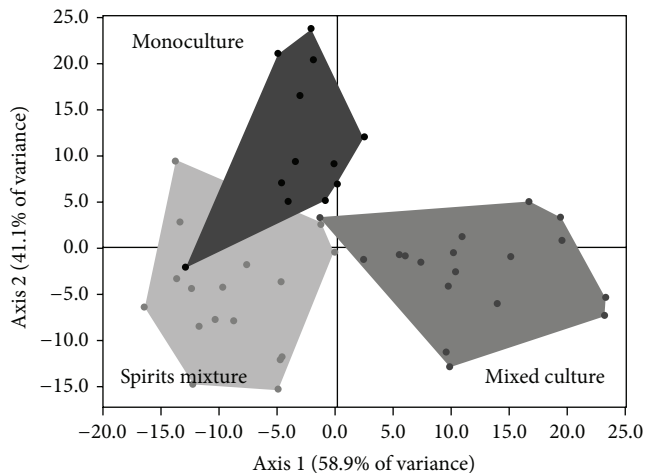 25.0
20.0
15.0
10.0
5.0
0.0
−5.0
−10.0
−15.0
Axis 2 (41.1% of variance)
Monoculture
Spirits mixture
Mixed culture
−20.0 −15.0 −10.0 −5.0 0.0 5.0 10.0 15.0 20.0 25.0
Axis 1 (58.9% of variance)